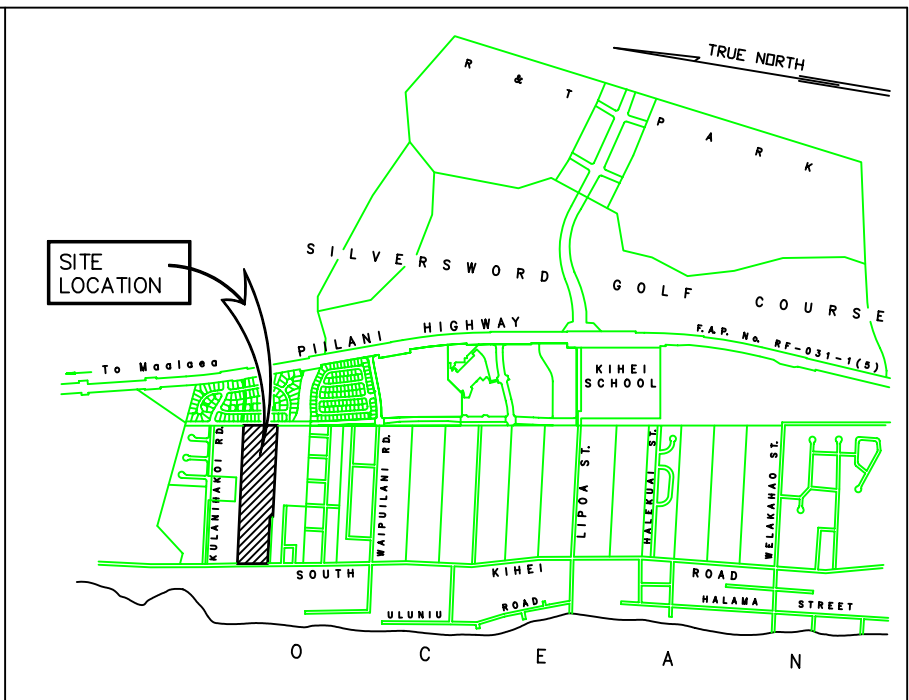 TRUE NORTH
R & T PARK
SITE
LOCATION
SILVERSWORD GOLF COURSE
PIILANI HIGHWAY
F.A.P. No. RF-031-1(5)
To Maalaea
KIHEI
SCHOOL
KULANIHAKOI RD.
WAIPUILANI RD.
LIPOA ST.
HALEKUAI ST.
WELAKAHAO ST.
SOUTH KIHEI ROAD
ULUNIU ROAD
HALAMA STREET
OCEAN